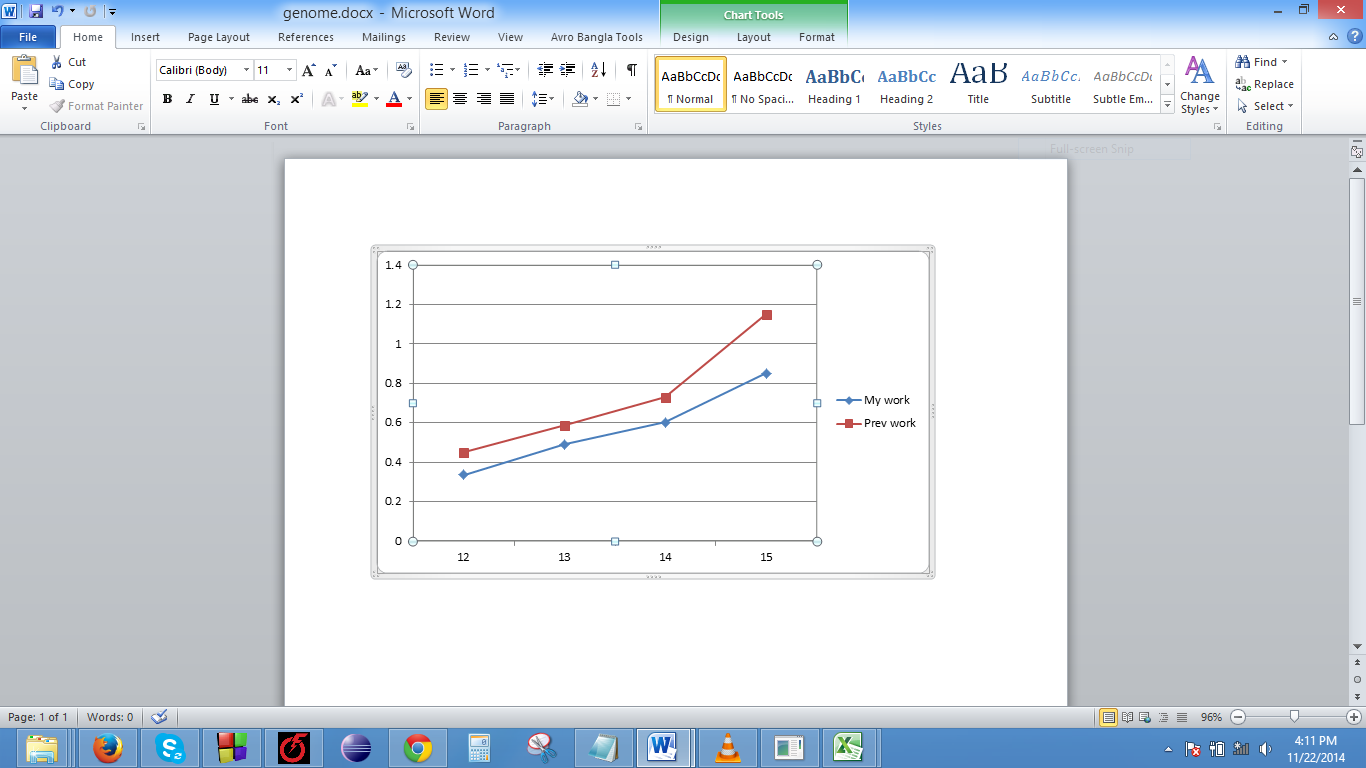 genome.docx - Microsoft Word
Chart Tools
File Home Insert Page Layout References Mailings Review View Avro Bangla Tools Design Layout Format
Paste
Cut
Copy
Format Painter
Clipboard
Calibri (Body) 11
A A Aa
B I U abc x₂ x² A ab A
Font
Paragraph
AaBbCcDc AaBbCcDc AaBbCc AaBbCc AaB AaBbCc. AaBbCcDc
¶ Normal ¶ No Spaci... Heading 1 Heading 2 Title Subtitle Subtle Em...
Change
Styles
Styles
Find
Replace
Select
Editing
Full-screen Snip
1.4
1.2
1
0.8
0.6
0.4
0.2
0
12 13 14 15
My work
Prev work
Page: 1 of 1 Words: 0 96%
4:11 PM
11/22/2014